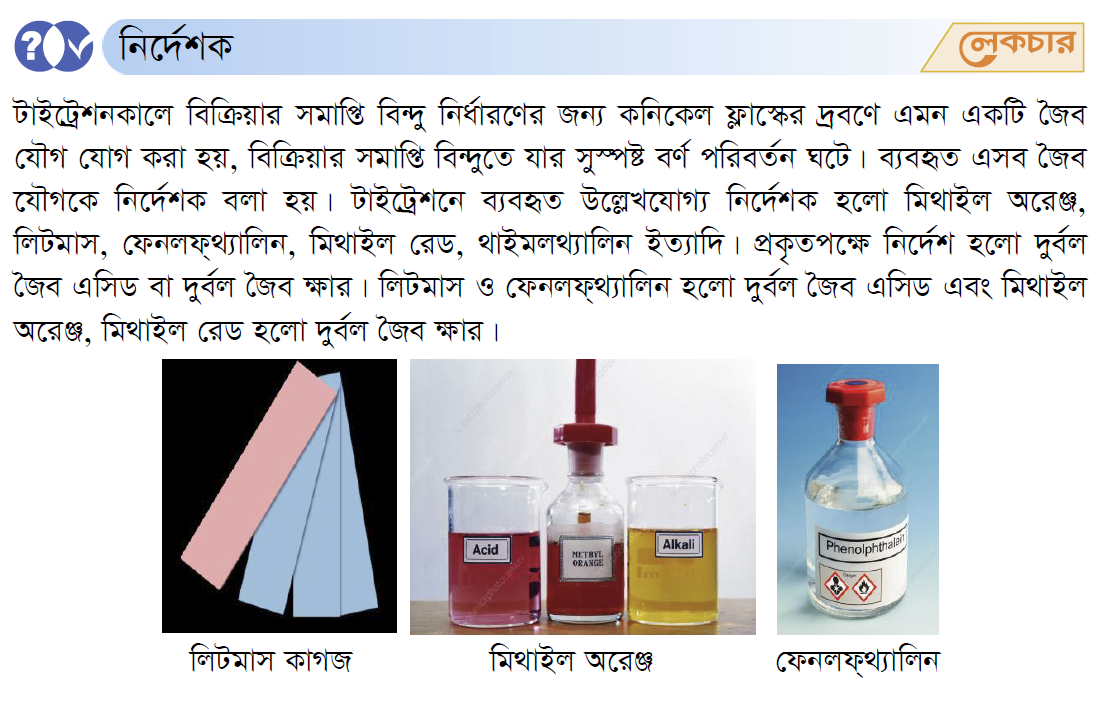 নির্দেশক
লেকচার
টাইট্রেশনকালে বিক্রিয়ার সমাপ্তি বিন্দু নির্ধারণের জন্য কনিকেল ফ্লাস্কের দ্রবণে এমন একটি জৈব
যৌগ যোগ করা হয়, বিক্রিয়ার সমাপ্তি বিন্দুতে যার সুস্পষ্ট বর্ণ পরিবর্তন ঘটে। ব্যবহৃত এসব জৈব
যৌগকে নির্দেশক বলা হয়। টাইট্রেশনে ব্যবহৃত উল্লেখযোগ্য নির্দেশক হলো মিথাইল অরেঞ্জ,
লিটমাস, ফেনলফ্থ্যালিন, মিথাইল রেড, থাইমলথ্যালিন ইত্যাদি। প্রকৃতপক্ষে নির্দেশ হলো দুর্বল
জৈব এসিড বা দুর্বল জৈব ক্ষার। লিটমাস ও ফেনলফ্থ্যালিন হলো দুর্বল জৈব এসিড এবং মিথাইল
অরেঞ্জ, মিথাইল রেড হলো দুর্বল জৈব ক্ষার।
Acid
METHYL
ORANGE
Alkali
Phenolphthalein
Danger
লিটমাস কাগজ
মিথাইল অরেঞ্জ
ফেনলফ্থ্যালিন